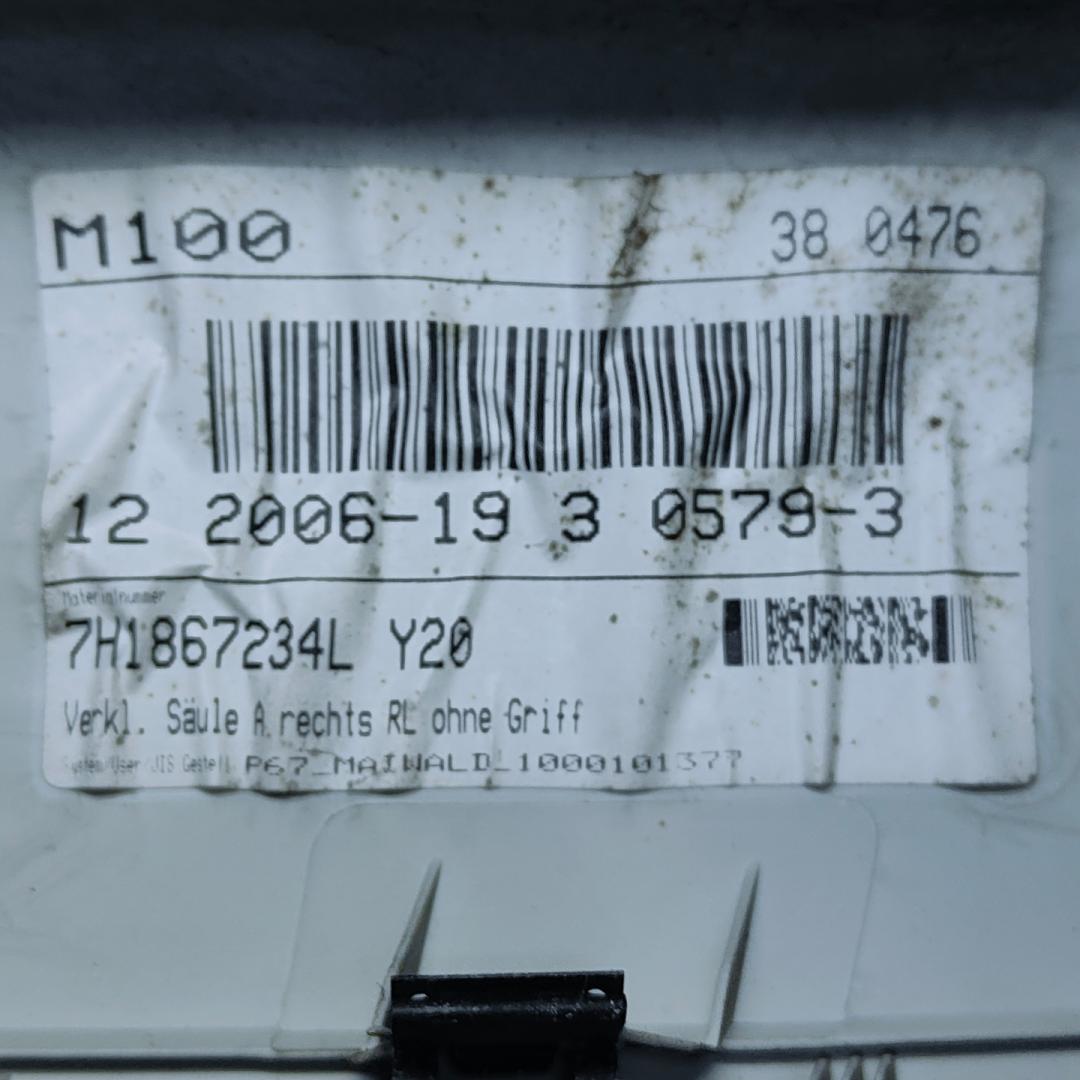 M100 38 0476
12 2006-19 3 0579-3
Materialnummer
7H1867234L Y20
Verkl. Säule A rechts RL ohne Griff
System/User/JIS Gestell P67_MAIWALD_1000101377